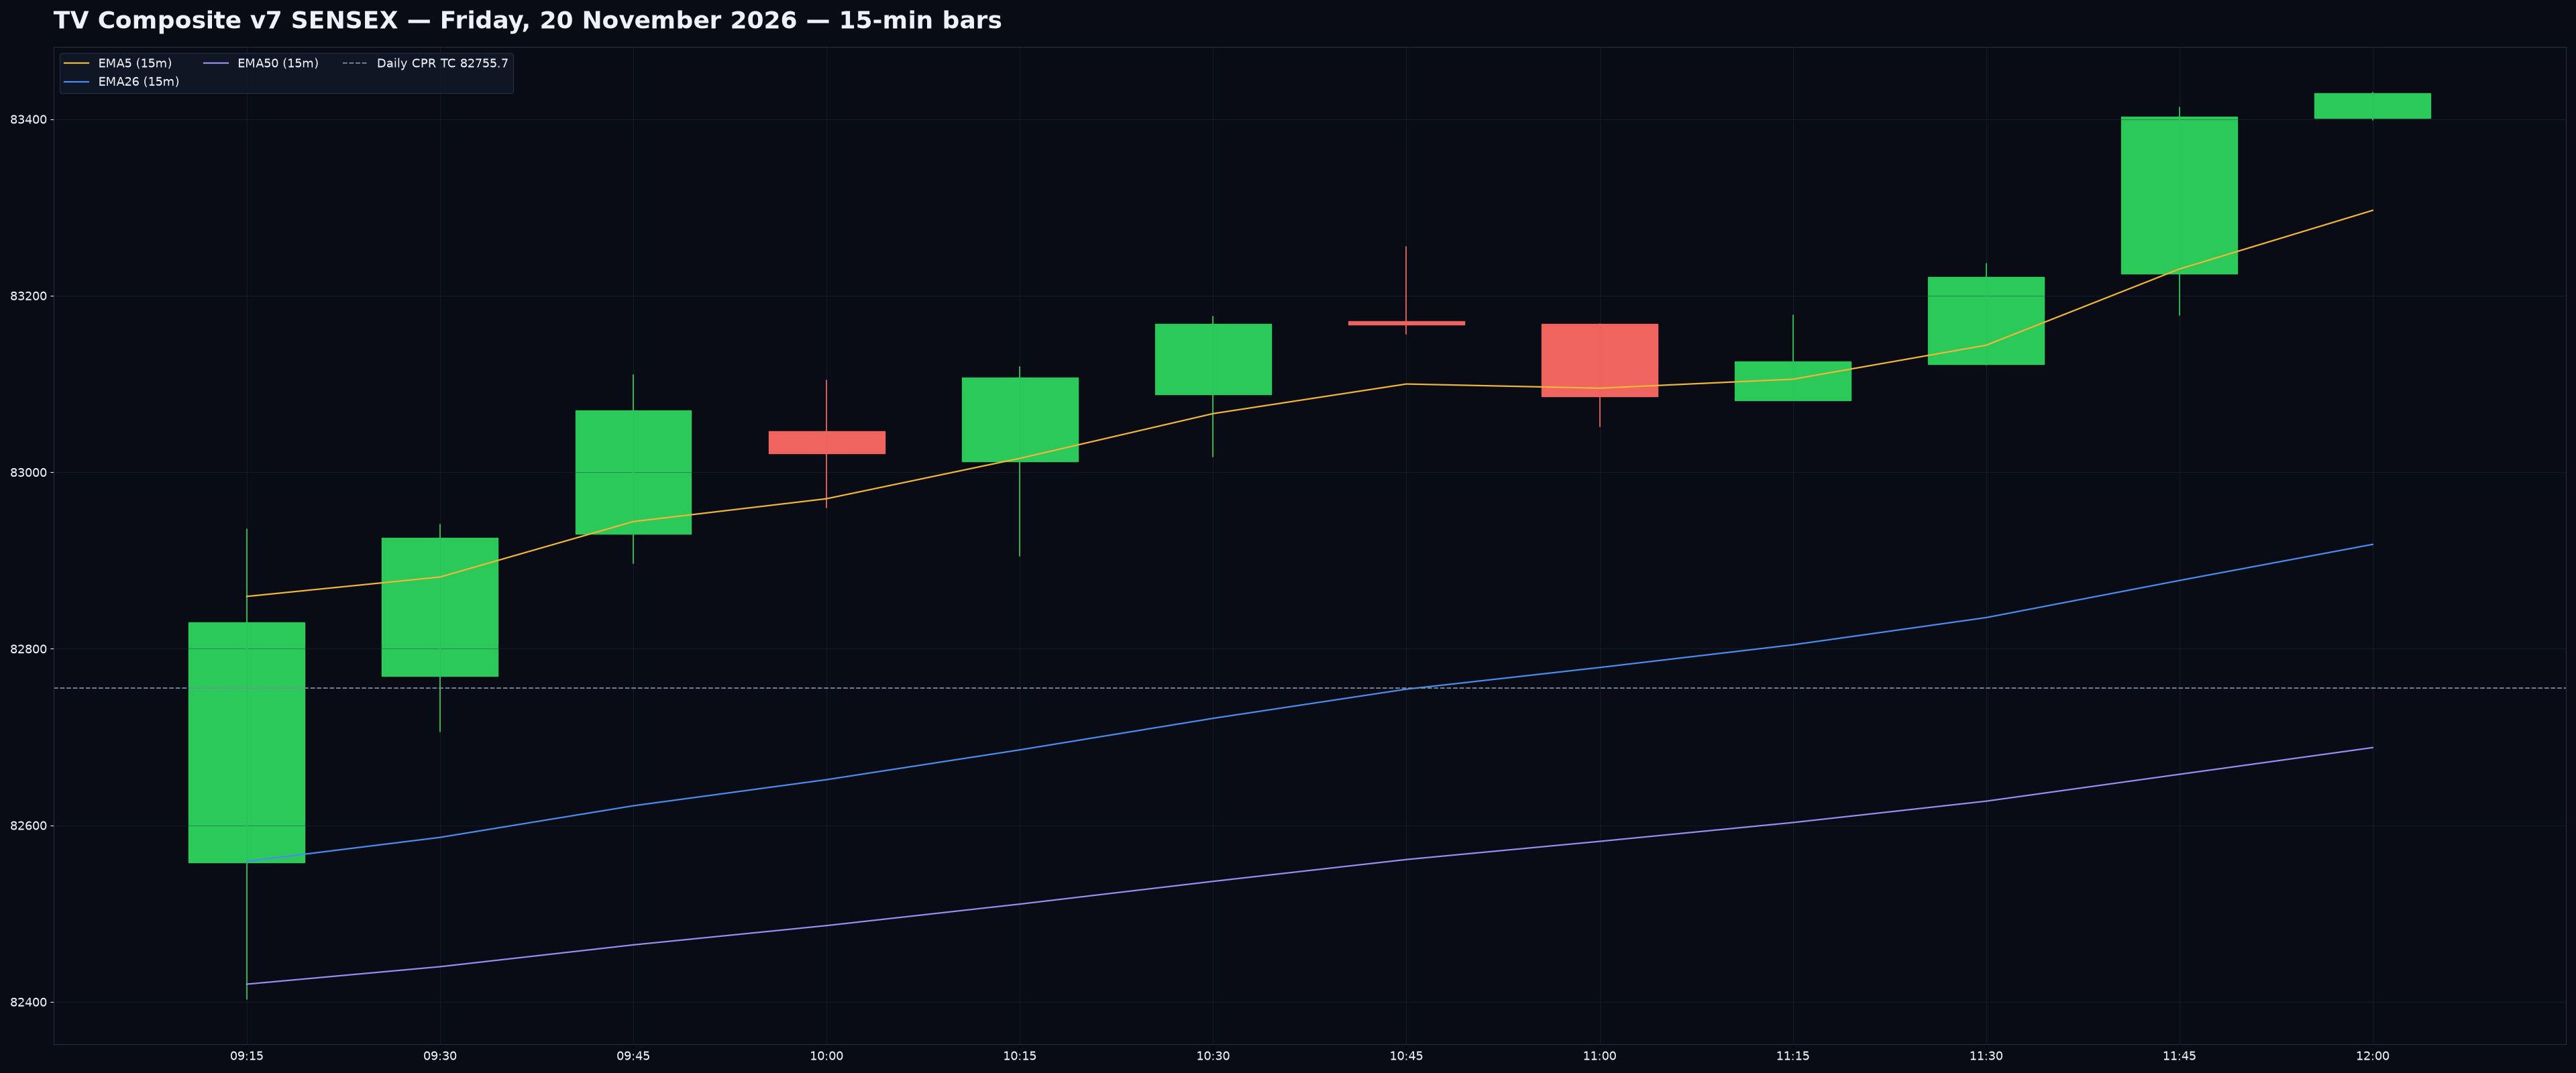 TV Composite v7 SENSEX — Friday, 20 November 2026 — 15-min bars
EMA5 (15m) EMA50 (15m) Daily CPR TC 82755.7
EMA26 (15m)
83400
83200
83000
82800
82600
82400
09:15 09:30 09:45 10:00 10:15 10:30 10:45 11:00 11:15 11:30 11:45 12:00